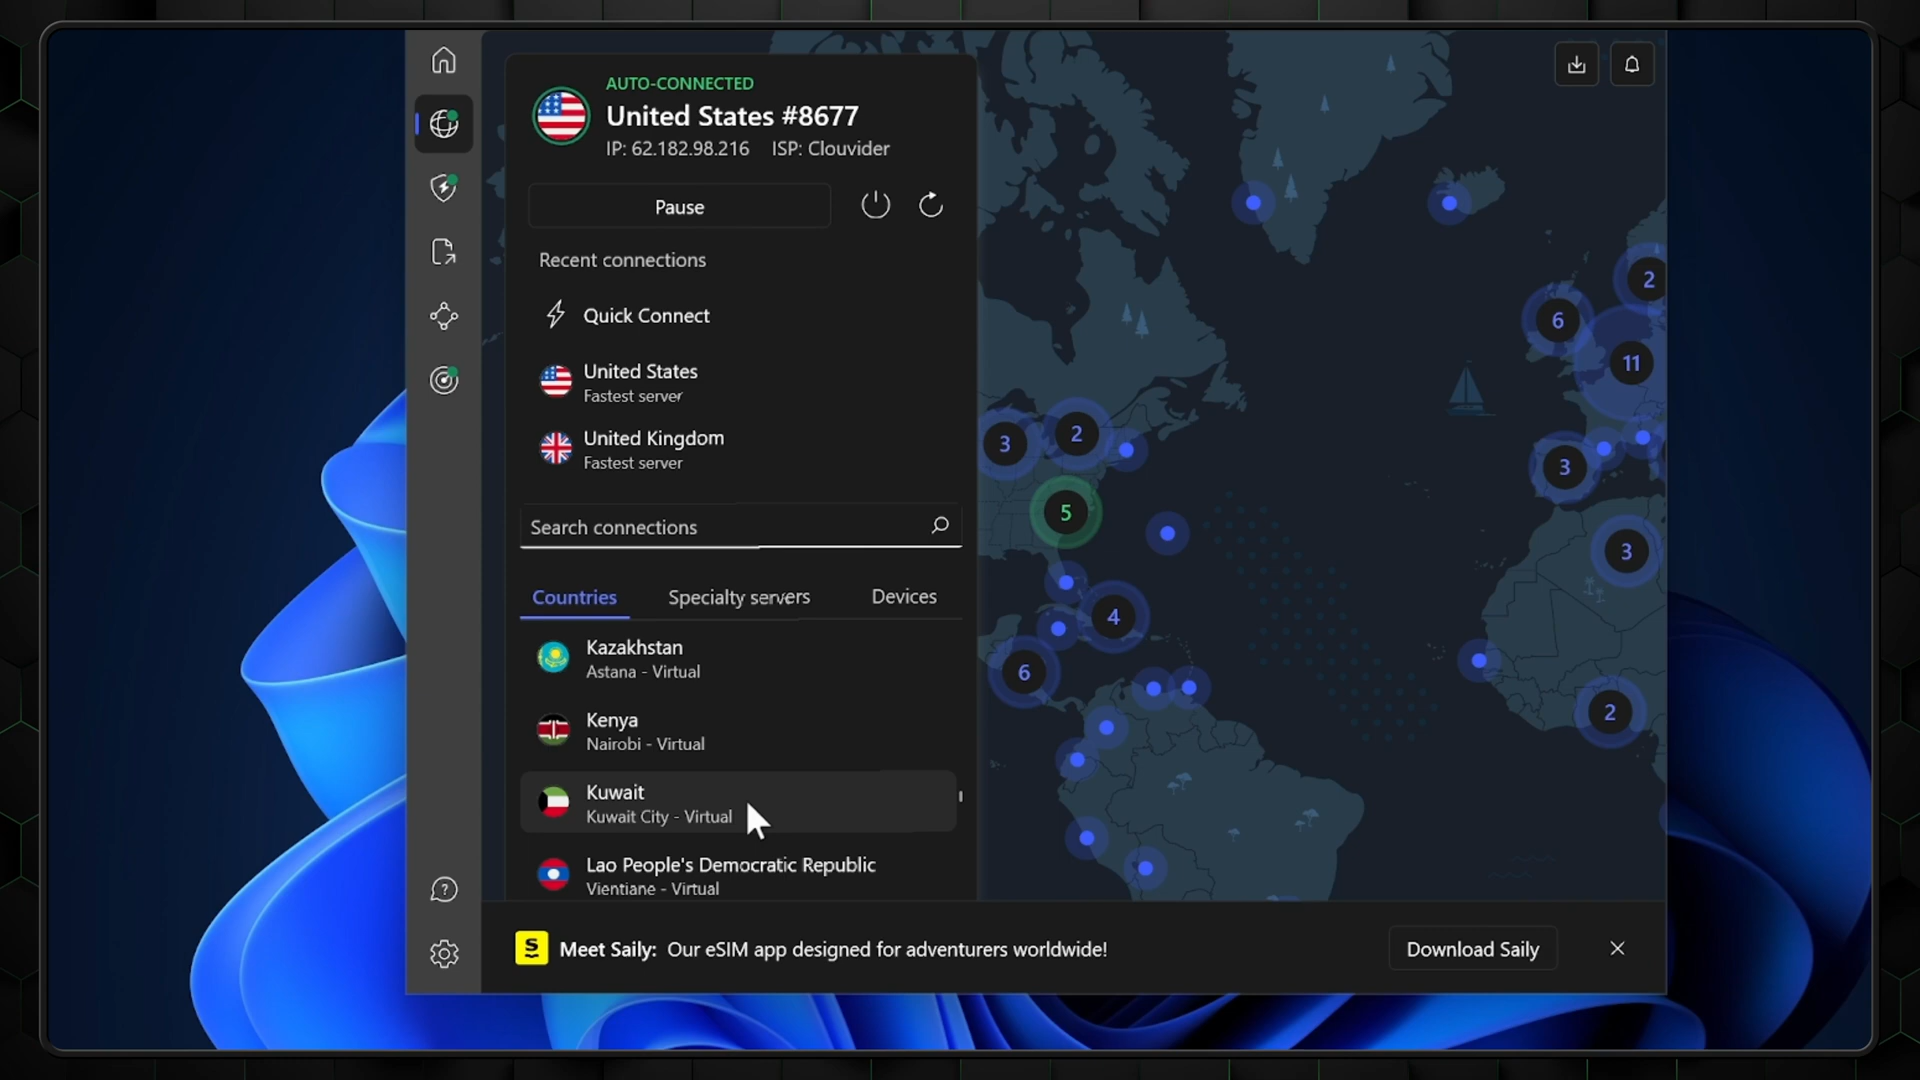 AUTO-CONNECTED
United States #8677
IP: 62.182.98.216 ISP: Clouvider
Pause
Recent connections
Quick Connect
United States
Fastest server
United Kingdom
Fastest server
Search connections
Countries Specialty servers Devices
Kazakhstan
Astana - Virtual
Kenya
Nairobi - Virtual
Kuwait
Kuwait City - Virtual
Lao People's Democratic Republic
Vientiane - Virtual
2
6
11
3
2
3
5
3
4
6
2
S
Meet Saily: Our eSIM app designed for adventurers worldwide!
Download Saily